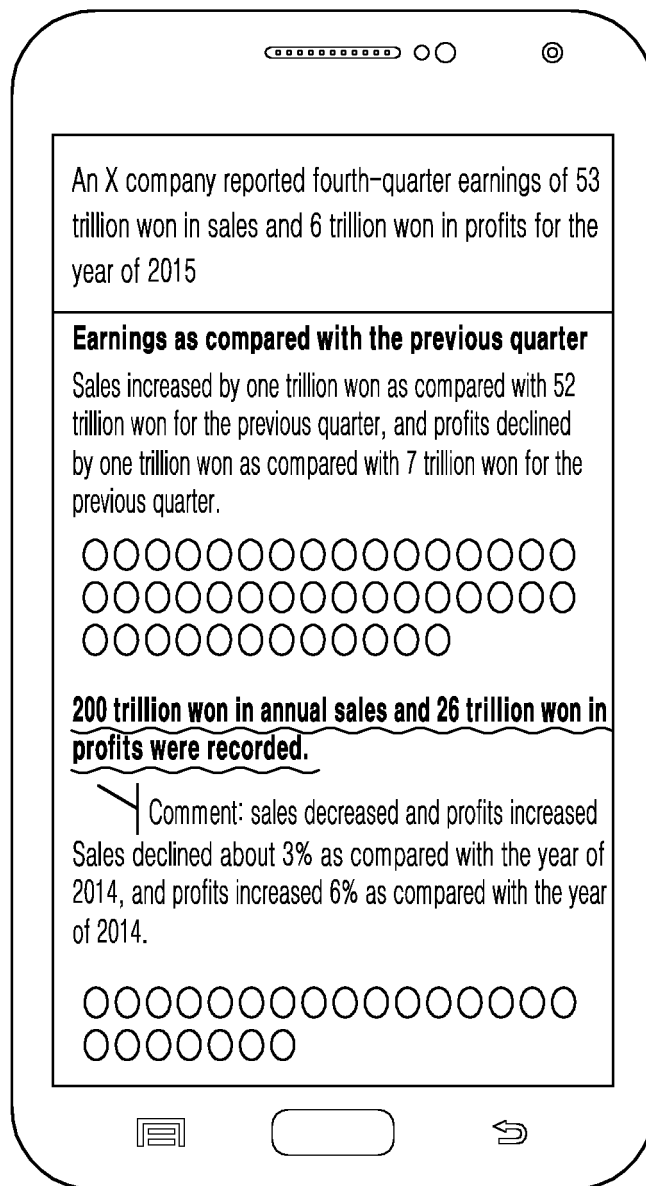 An X company reported fourth-quarter earnings of 53
trillion won in sales and 6 trillion won in profits for the
year of 2015
Earnings as compared with the previous quarter
Sales increased by one trillion won as compared with 52
trillion won for the previous quarter, and profits declined
by one trillion won as compared with 7 trillion won for the
previous quarter.
200 trillion won in annual sales and 26 trillion won in
profits were recorded.
Comment: sales decreased and profits increased
Sales declined about 3% as compared with the year of
2014, and profits increased 6% as compared with the year
of 2014.